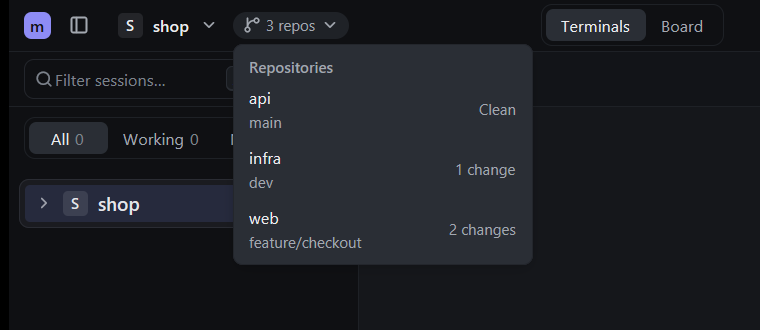 m
S shop
3 repos
Terminals
Board
Filter sessions...
Repositories
api
main
Clean
infra
dev
1 change
web
feature/checkout
2 changes
All 0
Working 0
S shop